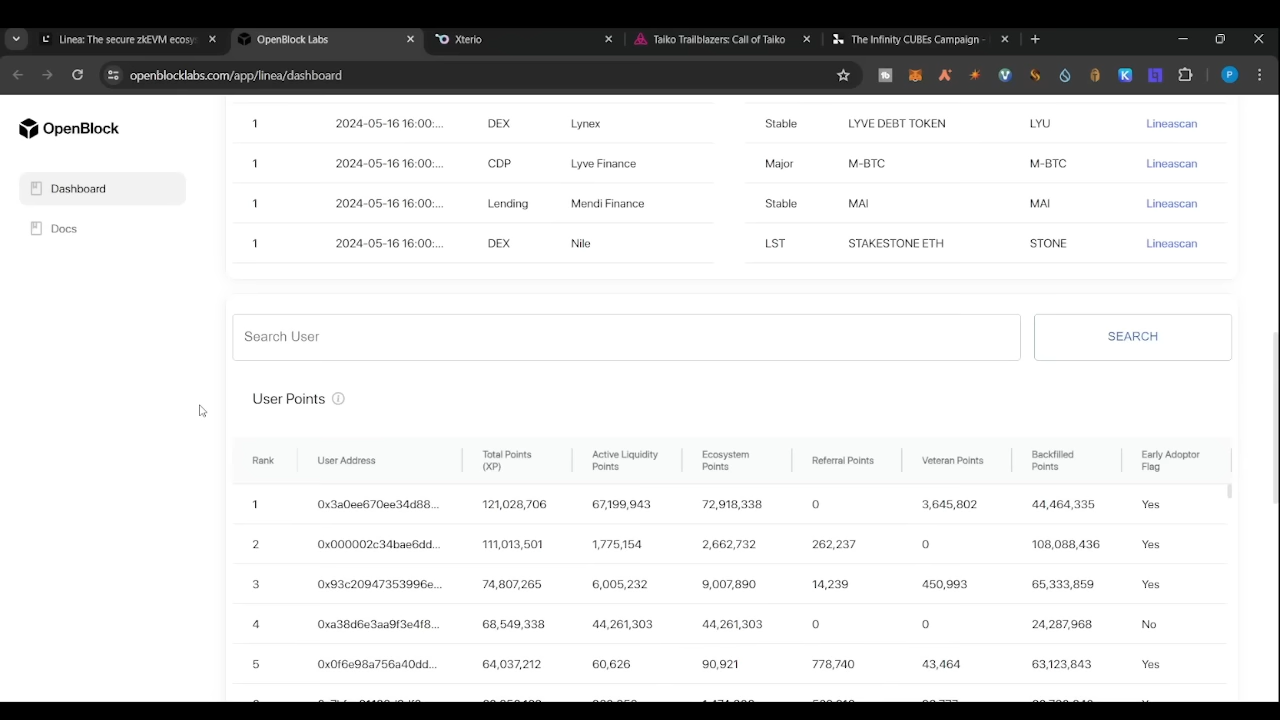 Linea: The secure zkEVM ecosy
OpenBlock Labs
Xterio
Taiko Trailblazers: Call of Taiko
The Infinity CUBEs Campaign -
openblocklabs.com/app/linea/dashboard
P
OpenBlock
Dashboard
Docs
1 2024-05-16 16:00:... DEX Lynex Stable LYVE DEBT TOKEN LYU Lineascan
1 2024-05-16 16:00:... CDP Lyve Finance Major M-BTC M-BTC Lineascan
1 2024-05-16 16:00:... Lending Mendi Finance Stable MAI MAI Lineascan
1 2024-05-16 16:00:... DEX Nile LST STAKESTONE ETH STONE Lineascan
Search User SEARCH
User Points
Rank User Address Total Points (XP) Active Liquidity Points Ecosystem Points Referral Points Veteran Points Backfilled Points Early Adoptor Flag
1 0x3a0ee670ee34d88... 121,028,706 67,199,943 72,918,338 0 3,645,802 44,464,335 Yes
2 0x000002c34bae6dd... 111,013,501 1,775,154 2,662,732 262,237 0 108,088,436 Yes
3 0x93c20947353996e... 74,807,265 6,005,232 9,007,890 14,239 450,993 65,333,859 Yes
4 0xa38d6e3aa9f3e4f8... 68,549,338 44,261,303 44,261,303 0 0 24,287,968 No
5 0x0f6e98a756a40dd... 64,037,212 60,626 90,921 778,740 43,464 63,123,843 Yes